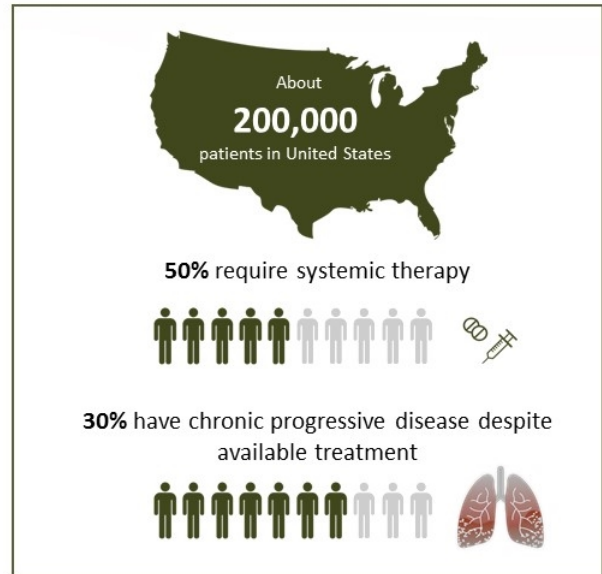 About
200,000
patients in United States
50% require systemic therapy
30% have chronic progressive disease despite
available treatment